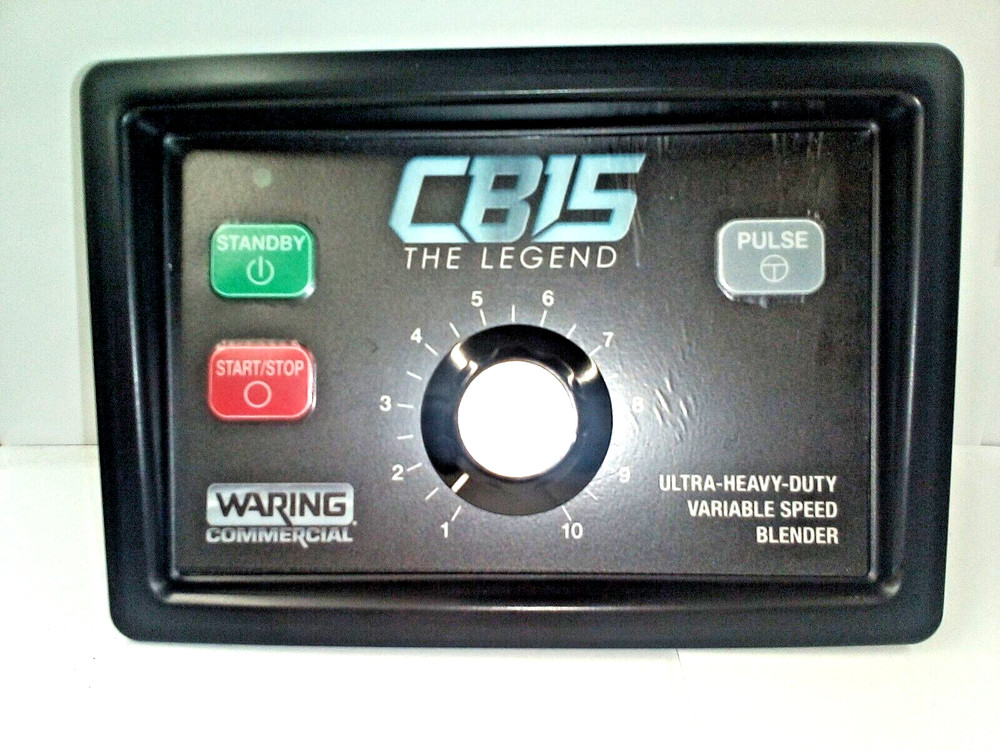 CB15
THE LEGEND
STANDBY
PULSE
START/STOP
5
6
4
7
3
8
2
9
1
10
WARING
COMMERCIAL
ULTRA-HEAVY-DUTY
VARIABLE SPEED
BLENDER